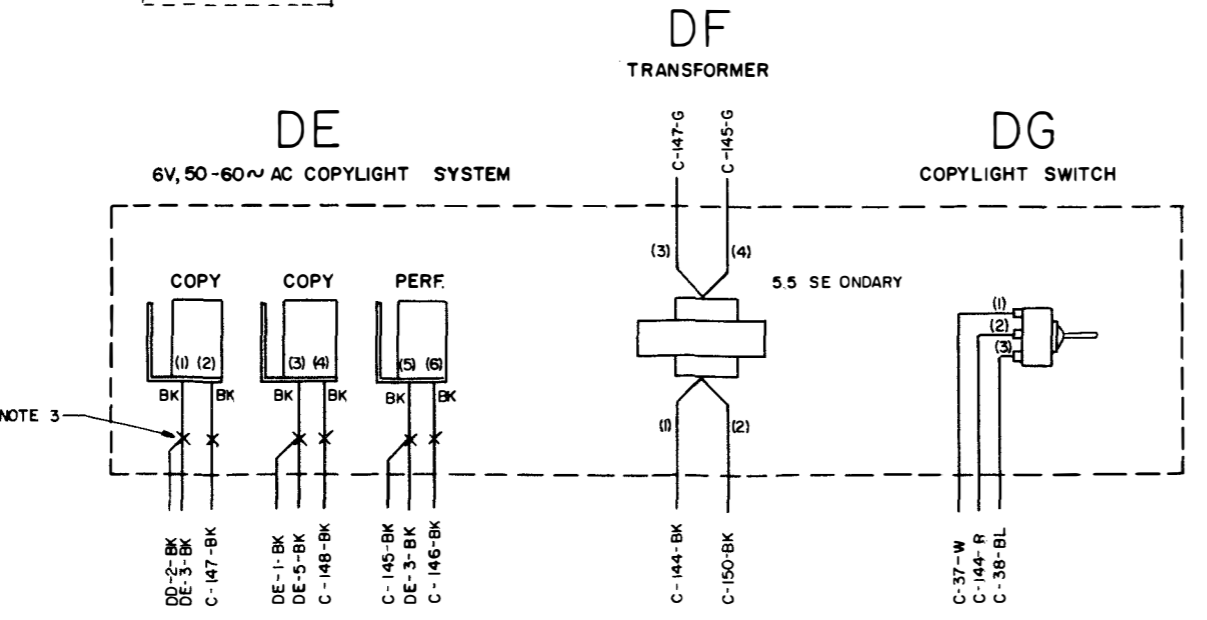 DF
TRANSFORMER
C-147-G
C-145-G
DE
6V, 50-60~ AC COPYLIGHT SYSTEM
DG
COPYLIGHT SWITCH
(3)
(4)
COPY
COPY
PERF.
5.5 SE ONDARY
(1)
(2)
(3)
(1) (2)
(3) (4)
(5) (6)
BK
BK
BK
BK
BK
BK
NOTE 3
(1)
(2)
DD-2-BK
DE-3-BK
C-147-BK
DE-1-BK
DE-5-BK
C-148-BK
C-145-BK
DE-3-BK
C-146-BK
C-144-BK
C-150-BK
C-37-W
C-144-R
C-38-BL